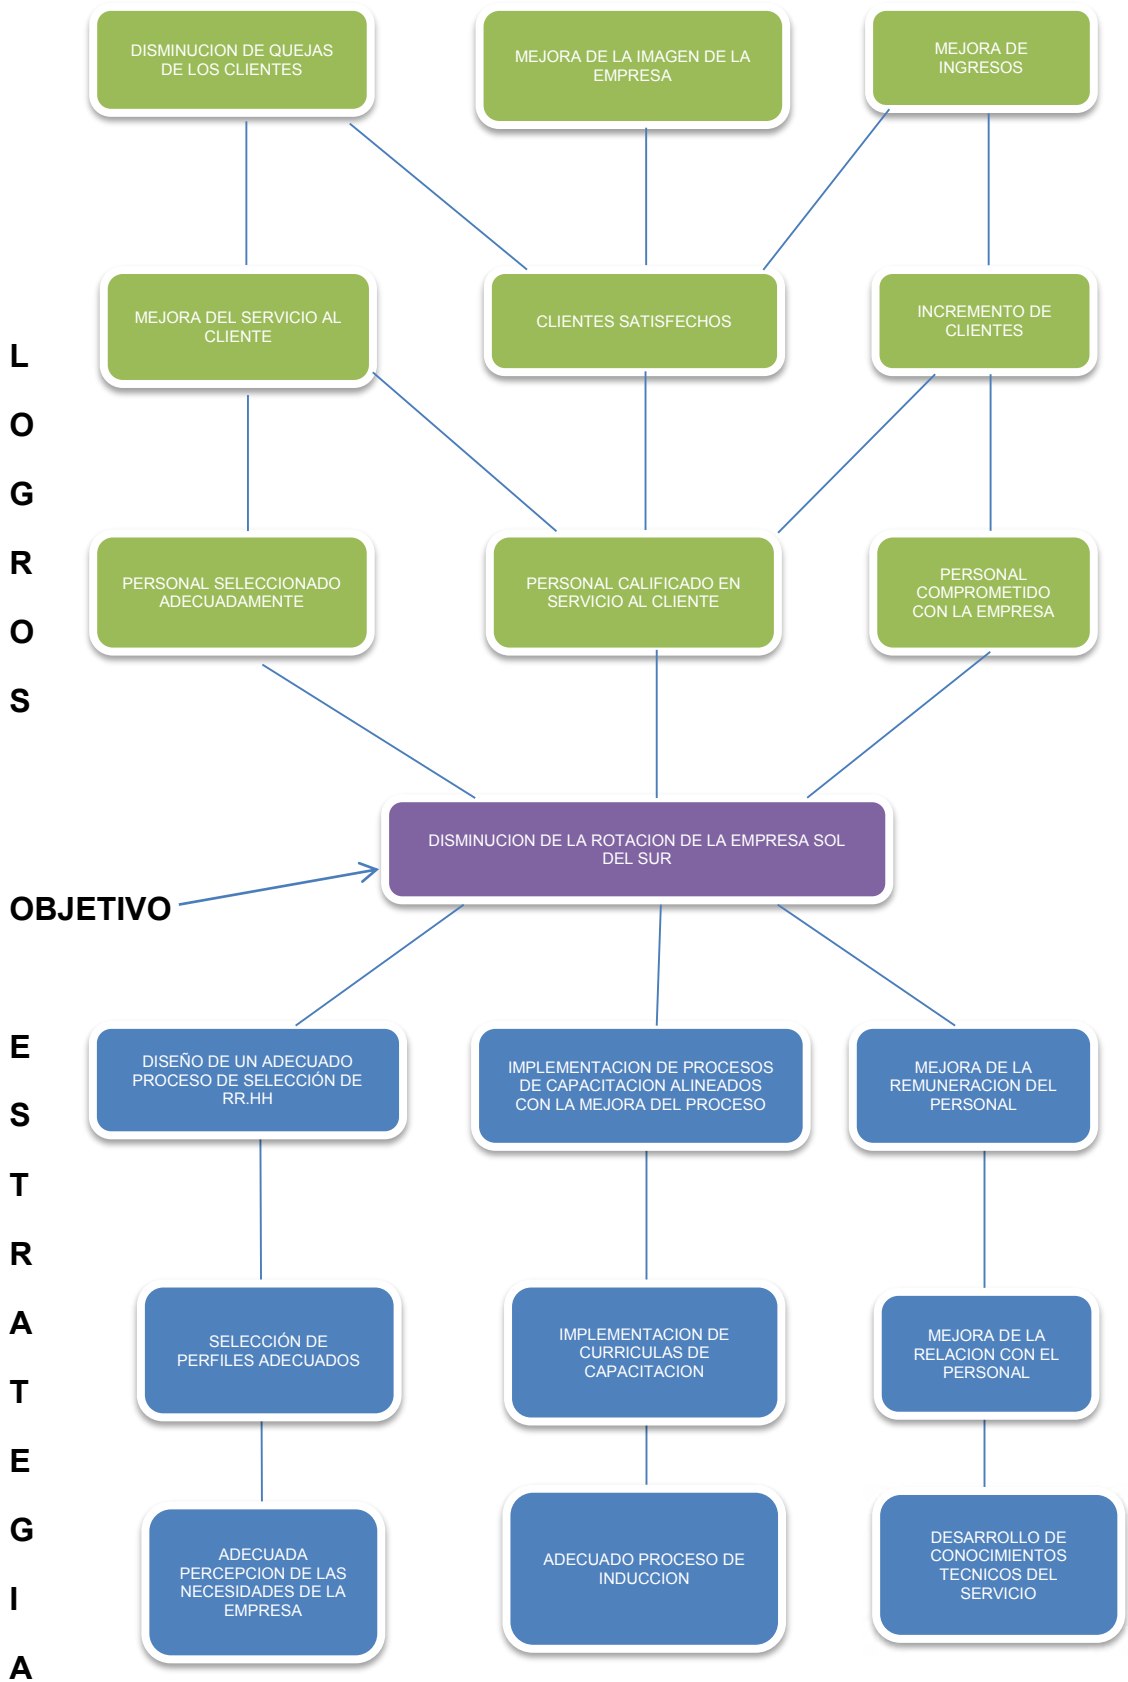 DISMINUCION DE QUEJAS
DE LOS CLIENTES
MEJORA DE LA IMAGEN DE LA
EMPRESA
MEJORA DE
INGRESOS
MEJORA DEL SERVICIO AL
CLIENTE
CLIENTES SATISFECHOS
INCREMENTO DE
CLIENTES
L
O
G
R
O
S
PERSONAL SELECCIONADO
ADECUADAMENTE
PERSONAL CALIFICADO EN
SERVICIO AL CLIENTE
PERSONAL
COMPROMETIDO
CON LA EMPRESA
DISMINUCION DE LA ROTACION DE LA EMPRESA SOL
DEL SUR
OBJETIVO
E
S
T
R
A
T
E
G
I
A
DISEÑO DE UN ADECUADO
PROCESO DE SELECCIÓN DE
RR.HH
IMPLEMENTACION DE PROCESOS
DE CAPACITACION ALINEADOS
CON LA MEJORA DEL PROCESO
MEJORA DE LA
REMUNERACION DEL
PERSONAL
SELECCIÓN DE
PERFILES ADECUADOS
IMPLEMENTACION DE
CURRICULAS DE
CAPACITACION
MEJORA DE LA
RELACION CON EL
PERSONAL
ADECUADA
PERCEPCION DE LAS
NECESIDADES DE LA
EMPRESA
ADECUADO PROCESO DE
INDUCCION
DESARROLLO DE
CONOCIMIENTOS
TECNICOS DEL
SERVICIO